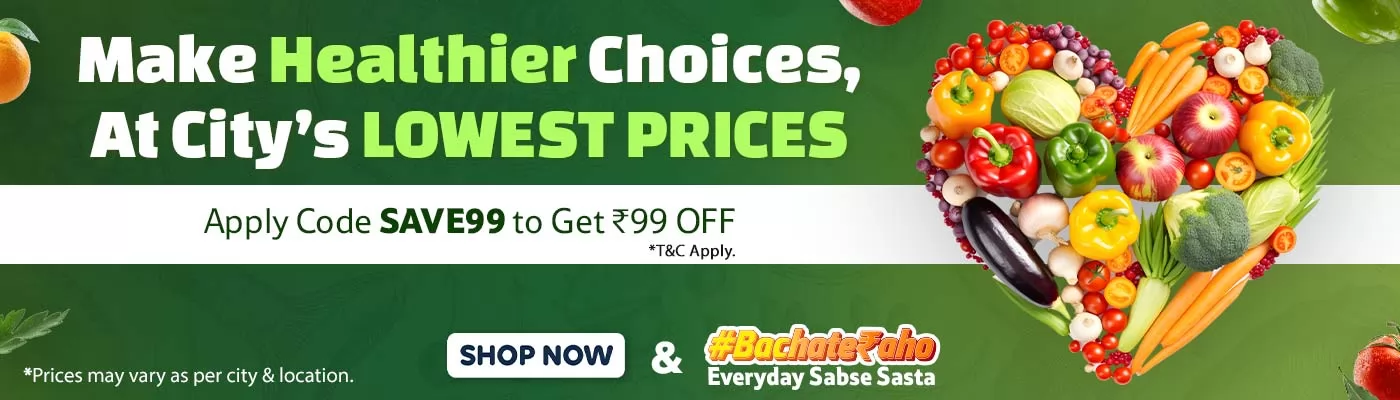 Make Healthier Choices,
At City's LOWEST PRICES
Apply Code SAVE99 to Get ₹99 OFF
*T&C Apply.
SHOP NOW & #Bachate₹aho
Everyday Sabse Sasta
*Prices may vary as per city & location.